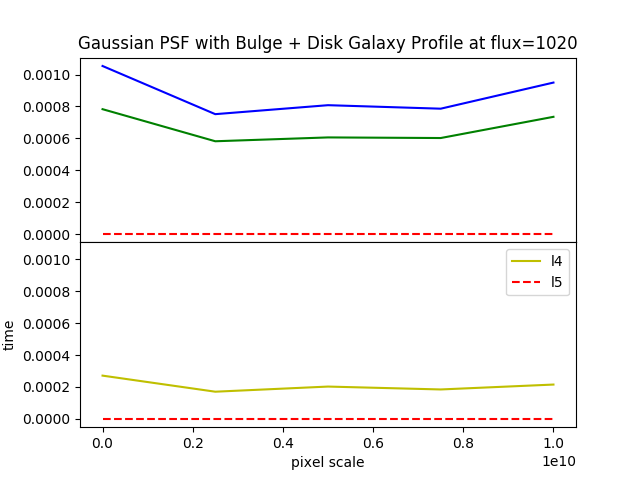 Gaussian PSF with Bulge + Disk Galaxy Profile at flux=1020
0.0010
0.0008
0.0006
0.0004
0.0002
0.0000
0.0010
0.0008
0.0006
0.0004
0.0002
0.0000
time
l4
l5
0.0 0.2 0.4 0.6 0.8 1.0
1e10
pixel scale